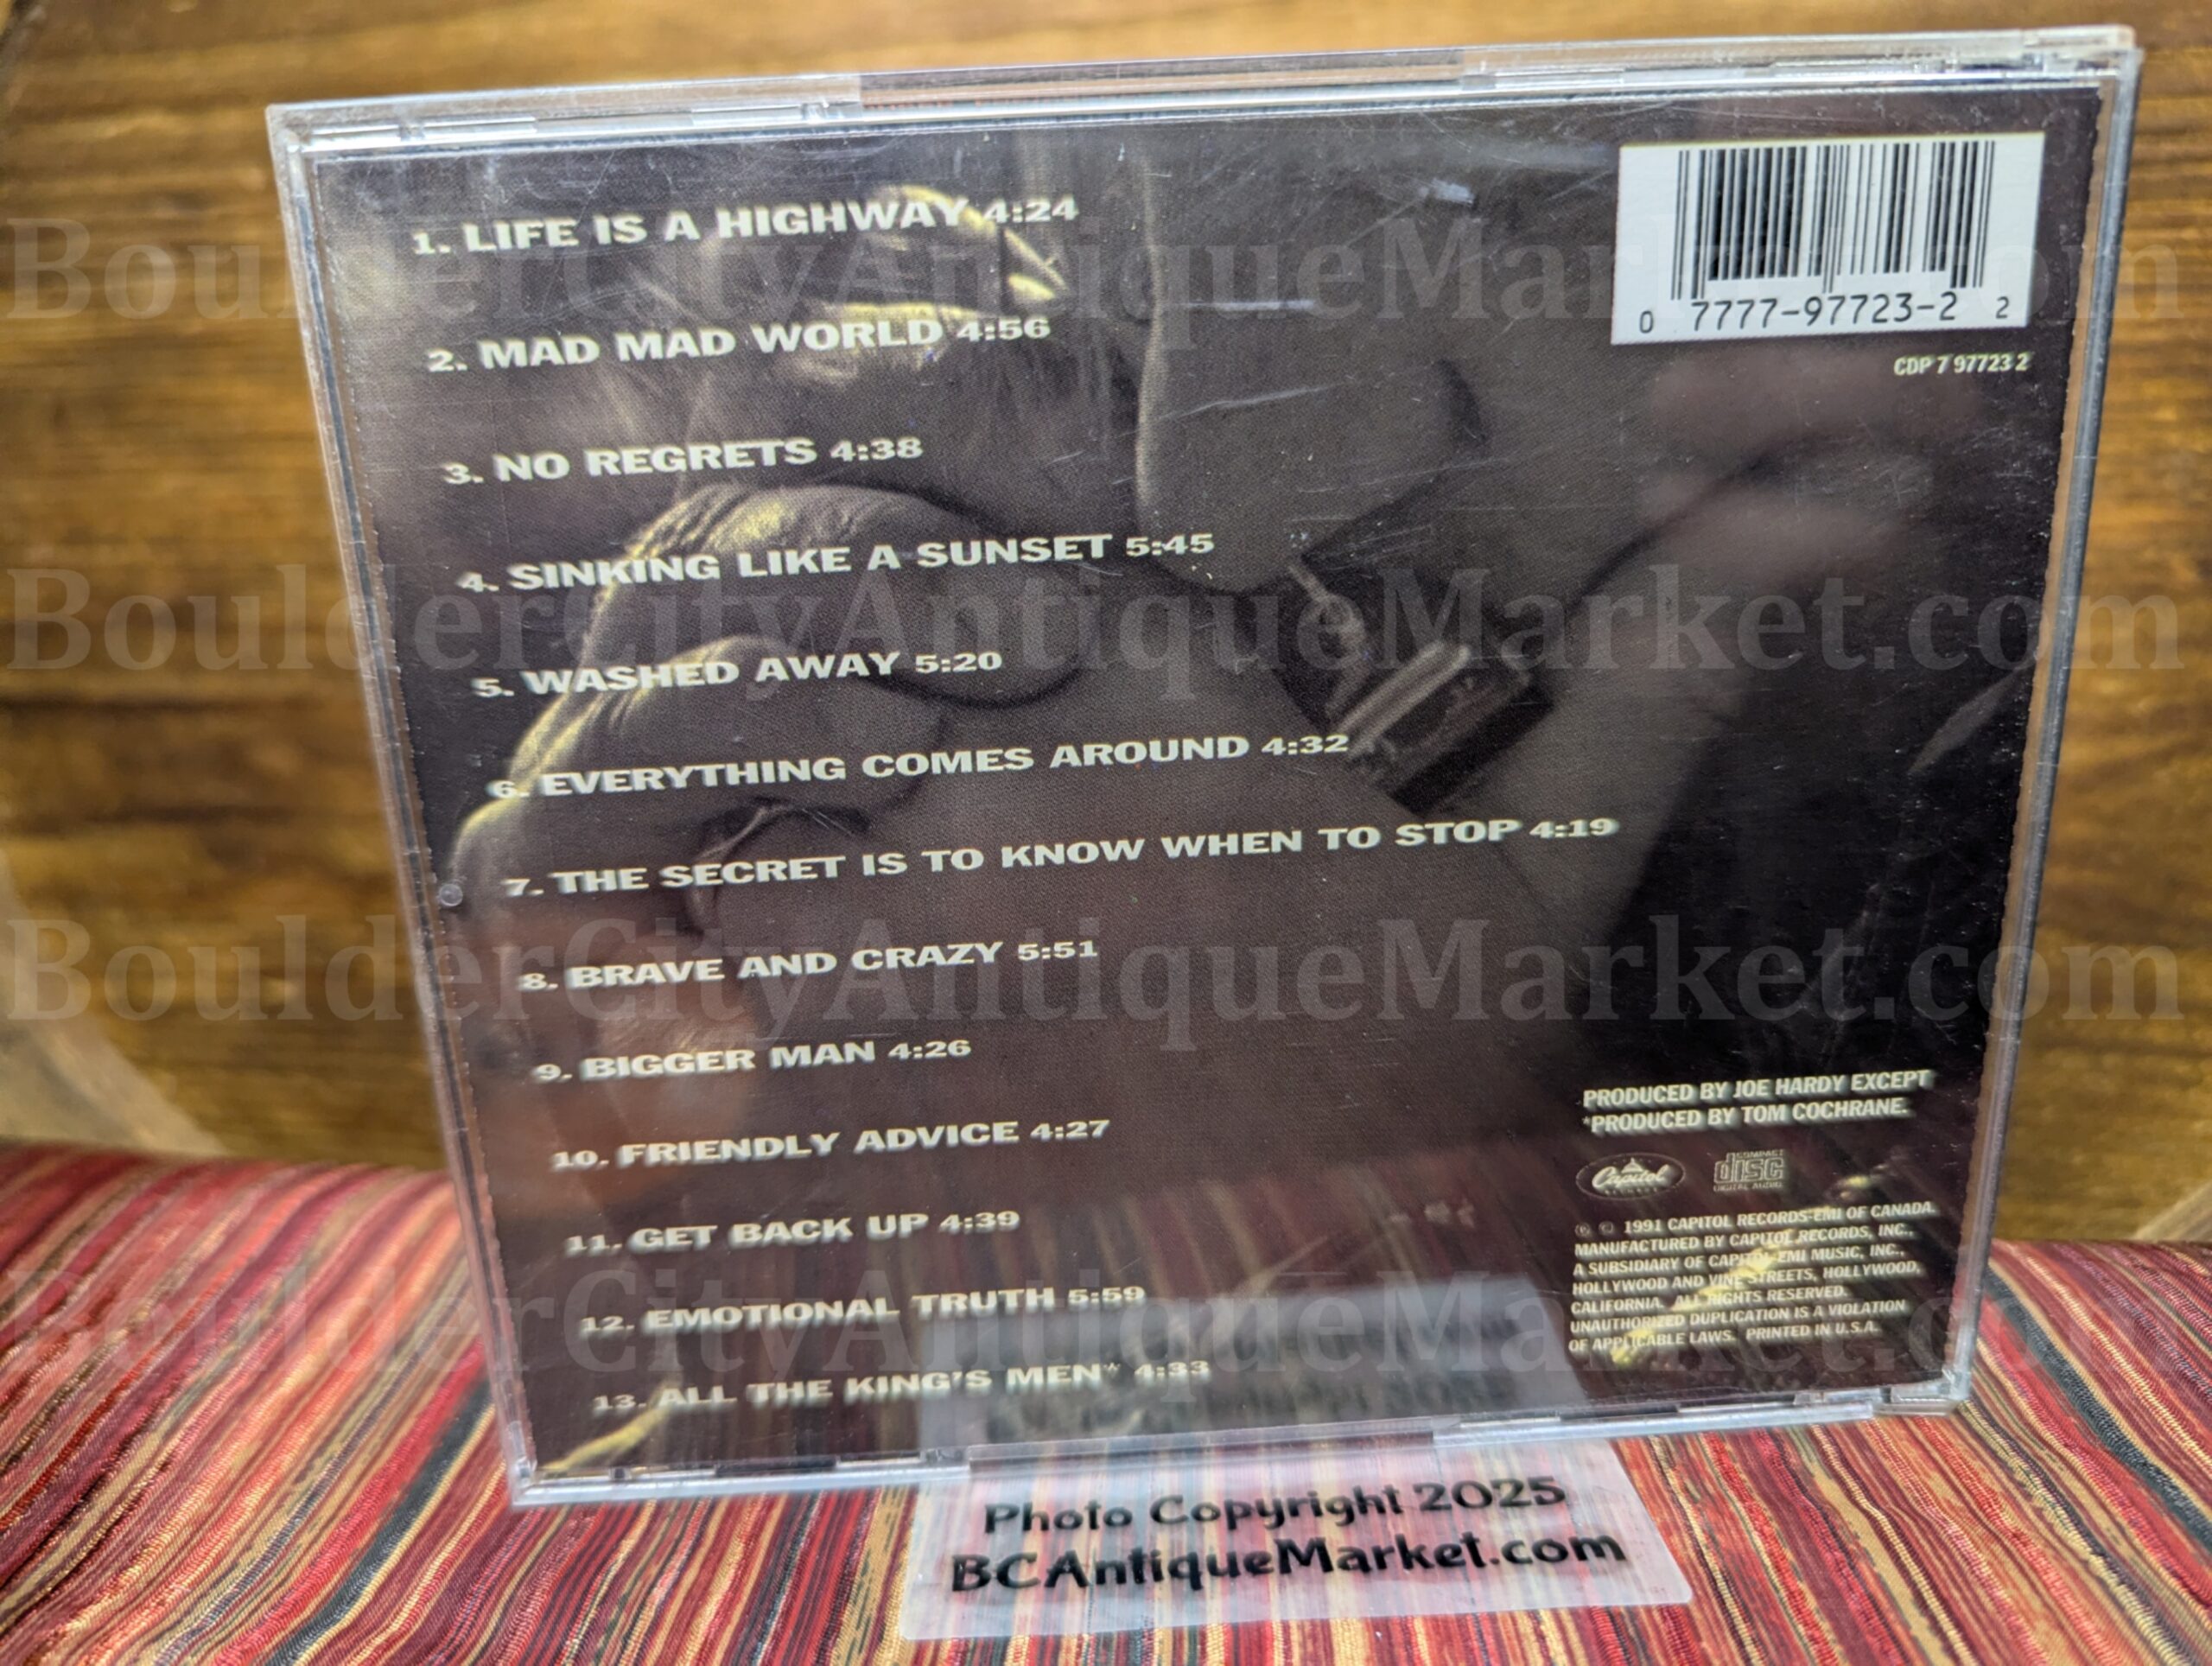 1. LIFE IS A HIGHWAY 4:24
2. MAD MAD WORLD 4:56
3. NO REGRETS 4:38
4. SINKING LIKE A SUNSET 5:45
5. WASHED AWAY 5:20
6. EVERYTHING COMES AROUND 4:32
7. THE SECRET IS TO KNOW WHEN TO STOP 4:19
8. BRAVE AND CRAZY 5:51
9. BIGGER MAN 4:26
10. FRIENDLY ADVICE 4:27
11. GET BACK UP 4:39
12. EMOTIONAL TRUTH 5:59
13. ALL THE KING'S MEN* 4:33
0 7777-97723-2 2
CDP 7 97723 2
PRODUCED BY JOE HARDY EXCEPT
*PRODUCED BY TOM COCHRANE.
Capitol
RECORDS
COMPACT
disc
DIGITAL AUDIO
℗ © 1991 CAPITOL RECORDS-EMI OF CANADA.
MANUFACTURED BY CAPITOL RECORDS, INC.,
A SUBSIDIARY OF CAPITOL-EMI MUSIC, INC.,
HOLLYWOOD AND VINE STREETS, HOLLYWOOD,
CALIFORNIA. ALL RIGHTS RESERVED.
UNAUTHORIZED DUPLICATION IS A VIOLATION
OF APPLICABLE LAWS. PRINTED IN U.S.A.
Photo Copyright 2025
BCAntiqueMarket.com
BoulderCityAntiqueMarket.com
BoulderCityAntiqueMarket.com
BoulderCityAntiqueMarket.com
BoulderCityAntiqueMarket.com